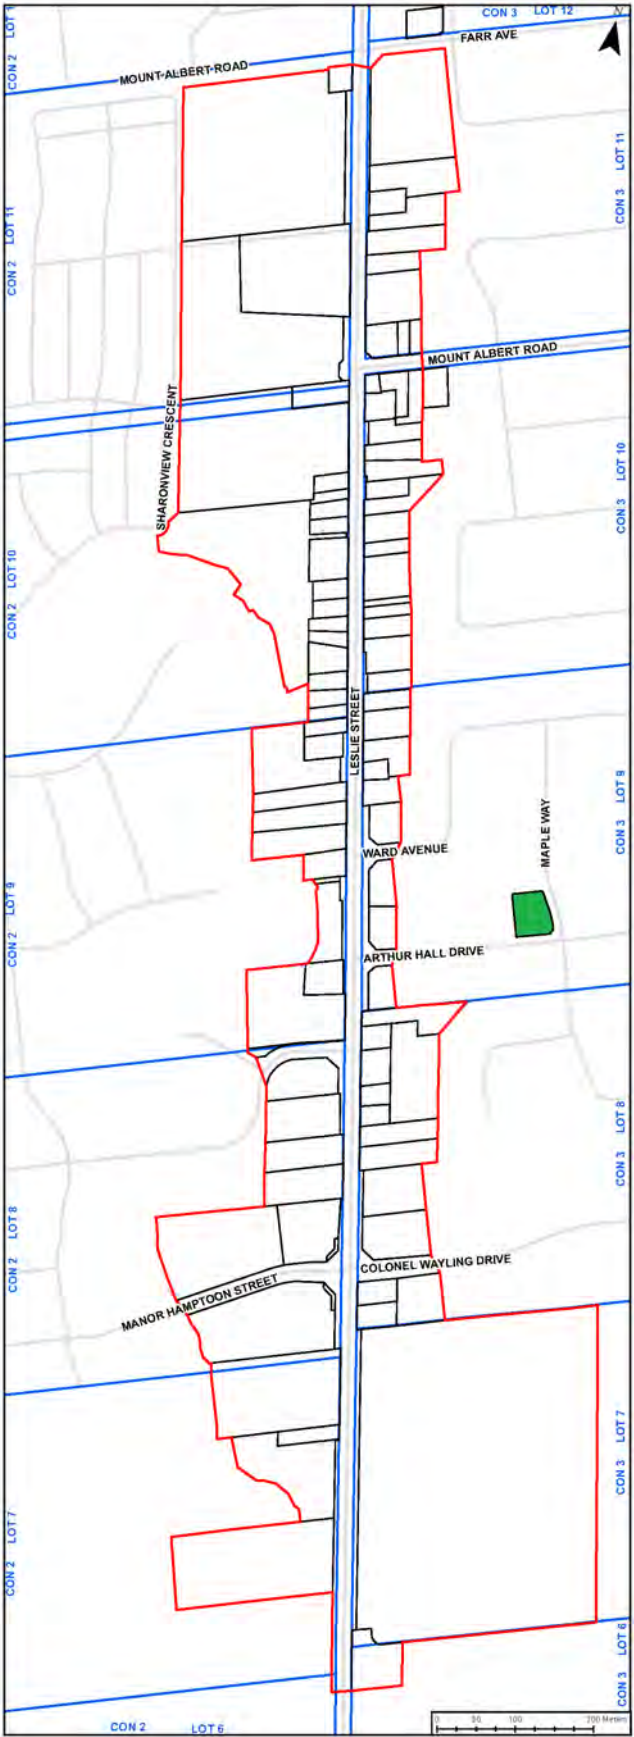 CON 3 LOT 12
N
FARR AVE
MOUNT-ALBERT-ROAD
CON 2 LOT 1
CON 2 LOT 11
CON 3 LOT 11
MOUNT ALBERT ROAD
SHARONVIEW CRESCENT
CON 3 LOT 10
CON 2 LOT 10
LESLIE STREET
CON 3 LOT 9
MAPLE WAY
WARD AVENUE
CON 2 LOT 9
ARTHUR HALL DRIVE
CON 3 LOT 8
CON 2 LOT 8
COLONEL WAYLING DRIVE
MANOR HAMPTOON STREET
CON 3 LOT 7
CON 2 LOT 7
CON 3 LOT 6
CON 2 LOT 6
0 50 100 200 Meters